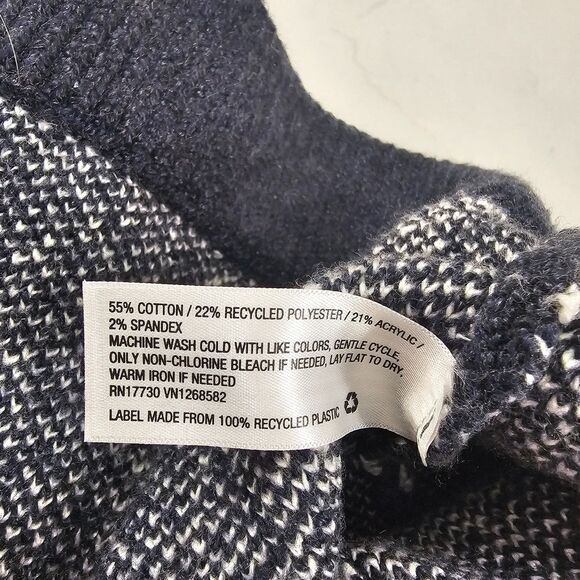 55% COTTON / 22% RECYCLED POLYESTER / 21% ACRYLIC /
2% SPANDEX
MACHINE WASH COLD WITH LIKE COLORS, GENTLE CYCLE,
ONLY NON-CHLORINE BLEACH IF NEEDED, LAY FLAT TO DRY,
WARM IRON IF NEEDED
RN17730 VN1268582
LABEL MADE FROM 100% RECYCLED PLASTIC